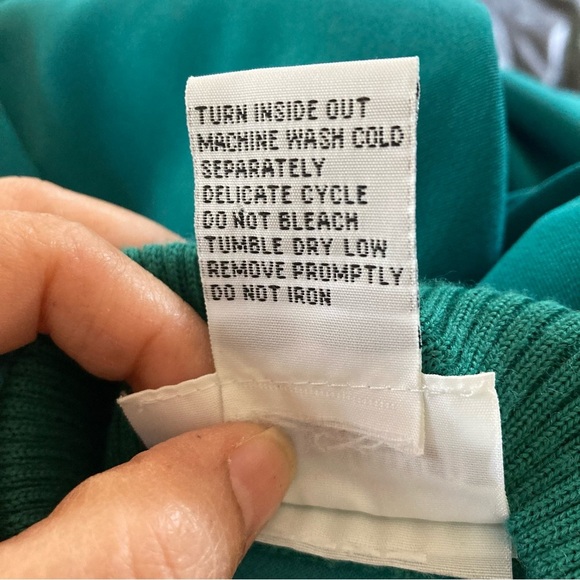 TURN INSIDE OUT
MACHINE WASH COLD
SEPARATELY
DELICATE CYCLE
DO NOT BLEACH
TUMBLE DRY LOW
REMOVE PROMPTLY
DO NOT IRON